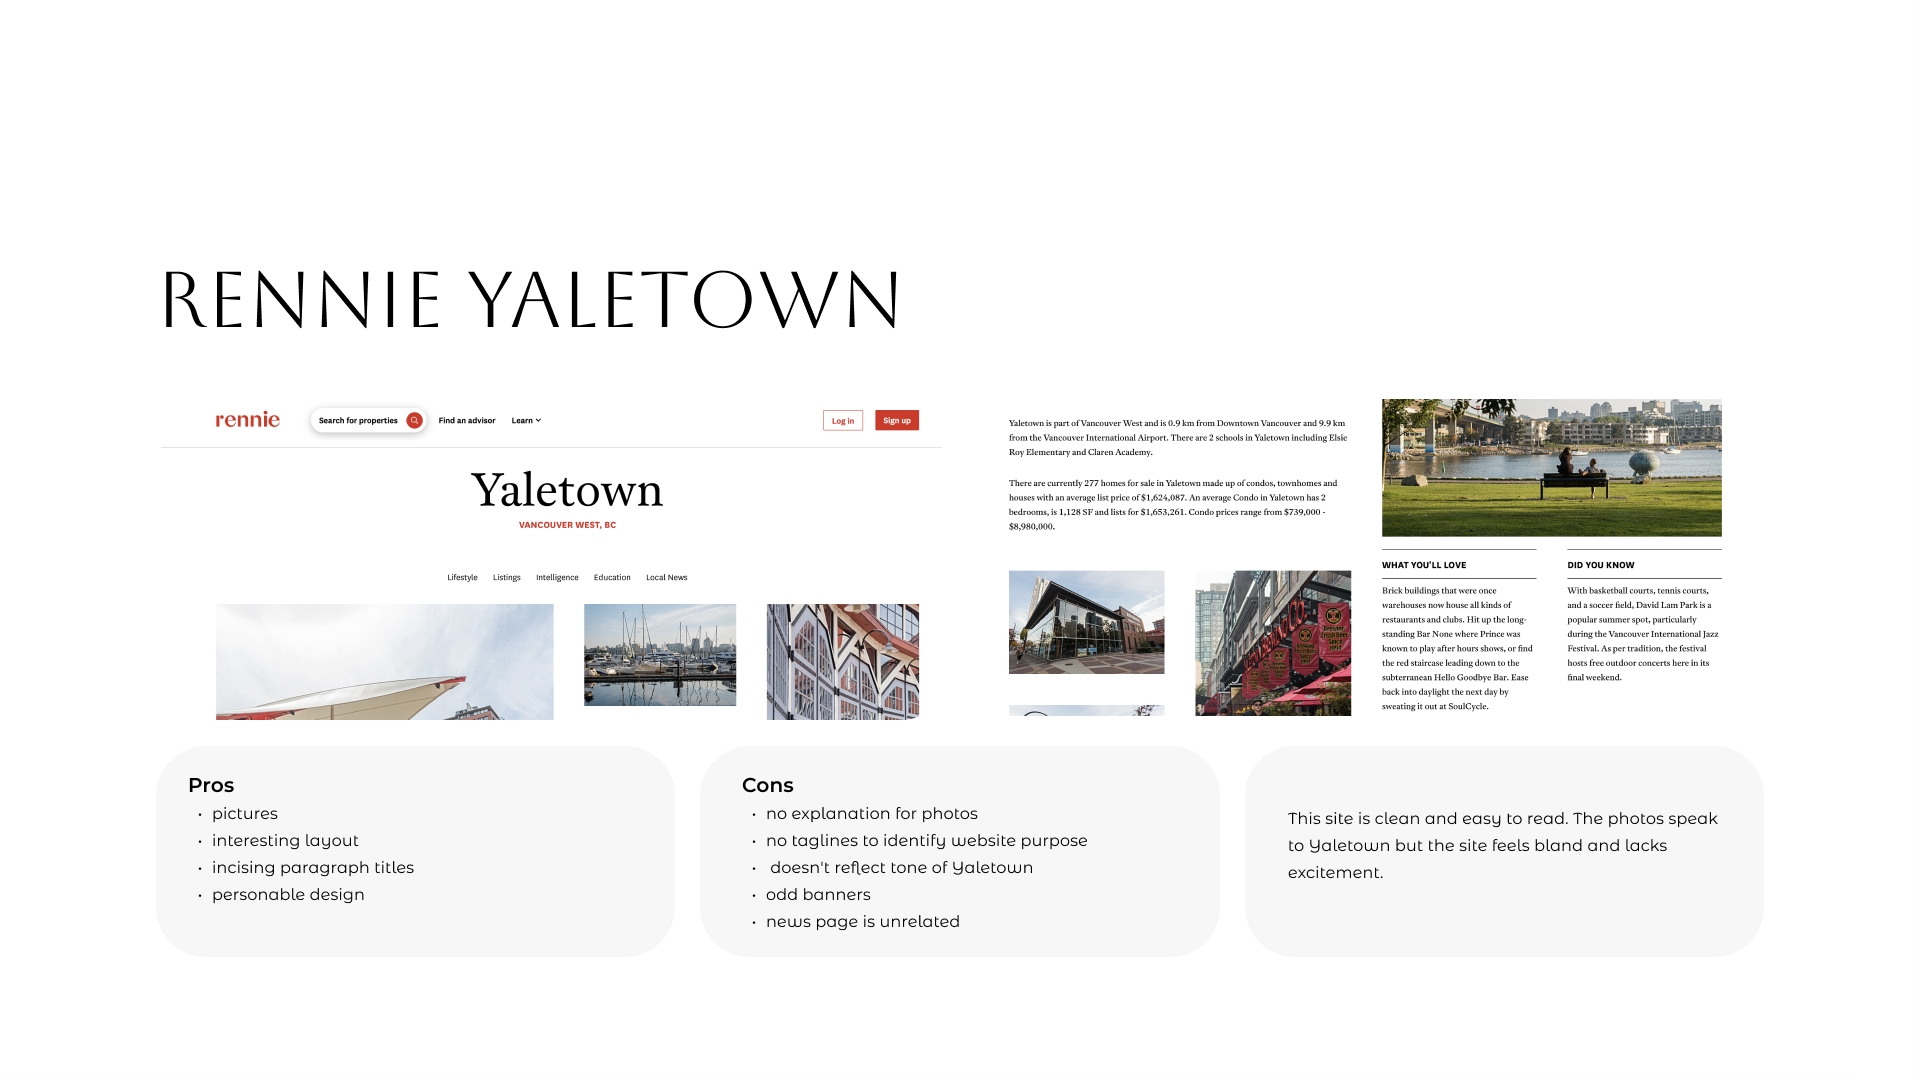 RENNIE YALETOWN
rennie
Search for properties
Find an advisor
Learn
Log in
Sign up
Yaletown
VANCOUVER WEST, BC
Lifestyle
Listings
Intelligence
Education
Local News
Yaletown is part of Vancouver West and is 0.9 km from Downtown Vancouver and 9.9 km
from the Vancouver International Airport. There are 2 schools in Yaletown including Elsie
Roy Elementary and Claren Academy.
There are currently 277 homes for sale in Yaletown made up of condos, townhomes and
houses with an average list price of $1,624,087. An average Condo in Yaletown has 2
bedrooms, is 1,128 SF and lists for $1,653,261. Condo prices range from $739,000 -
$8,980,000.
WHAT YOU'LL LOVE
Brick buildings that were once
warehouses now house all kinds of
restaurants and clubs. Hit up the long-
standing Bar None where Prince was
known to play after hours shows, or find
the red staircase leading down to the
subterranean Hello Goodbye Bar. Ease
back into daylight the next day by
sweating it out at SoulCycle.
DID YOU KNOW
With basketball courts, tennis courts,
and a soccer field, David Lam Park is a
popular summer spot, particularly
during the Vancouver International Jazz
Festival. As per tradition, the festival
hosts free outdoor concerts here in its
final weekend.
Pros
• pictures
• interesting layout
• incising paragraph titles
• personable design
Cons
• no explanation for photos
• no taglines to identify website purpose
• doesn't reflect tone of Yaletown
• odd banners
• news page is unrelated
This site is clean and easy to read. The photos speak
to Yaletown but the site feels bland and lacks
excitement.